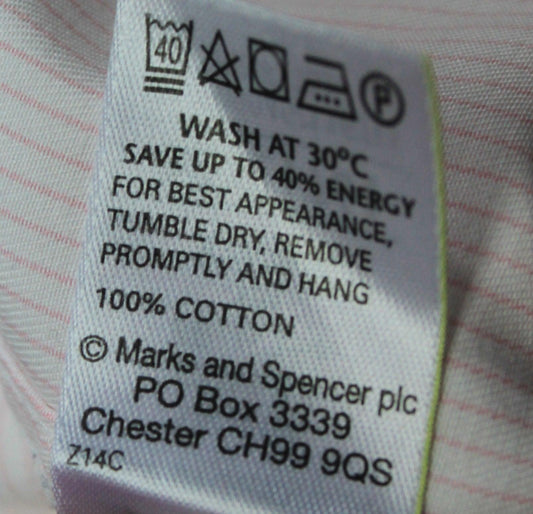 40 P
WASH AT 30°C
SAVE UP TO 40% ENERGY
FOR BEST APPEARANCE,
TUMBLE DRY, REMOVE
PROMPTLY AND HANG
100% COTTON
© Marks and Spencer plc
PO Box 3339
Chester CH99 9QS
Z14C